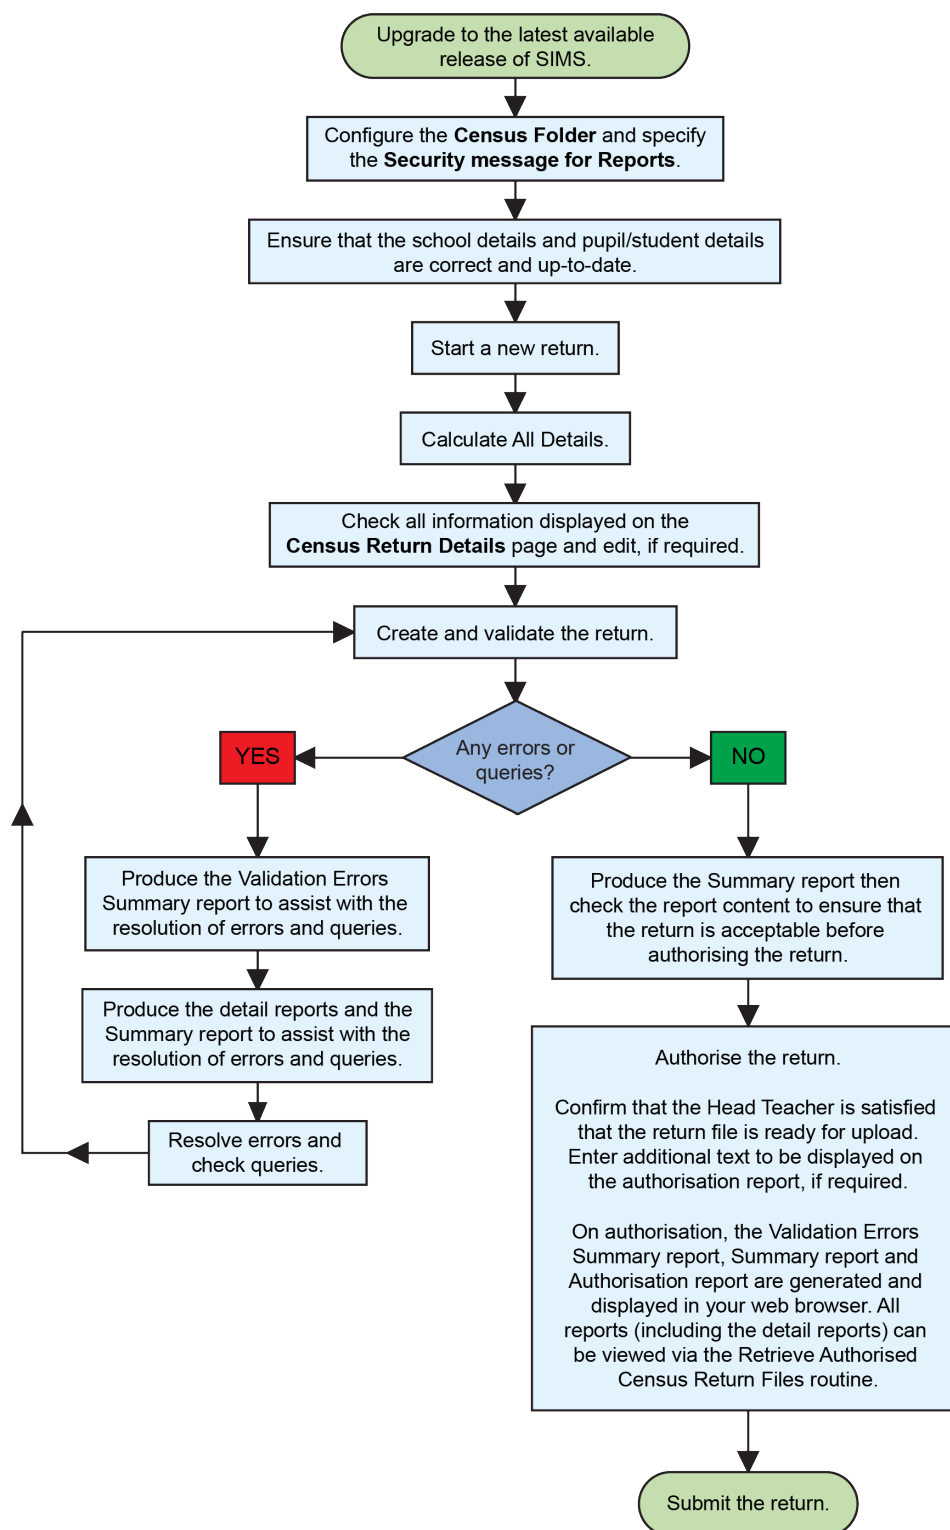 Upgrade to the latest available
release of SIMS.
Configure the Census Folder and specify
the Security message for Reports.
Ensure that the school details and pupil/student details
are correct and up-to-date.
Start a new return.
Calculate All Details.
Check all information displayed on the
Census Return Details page and edit, if required.
Create and validate the return.
Any errors or
queries?
YES
NO
Produce the Validation Errors
Summary report to assist with the
resolution of errors and queries.
Produce the detail reports and the
Summary report to assist with the
resolution of errors and queries.
Resolve errors and
check queries.
Produce the Summary report then
check the report content to ensure that
the return is acceptable before
authorising the return.
Authorise the return.
Confirm that the Head Teacher is satisfied
that the return file is ready for upload.
Enter additional text to be displayed on
the authorisation report, if required.
On authorisation, the Validation Errors
Summary report, Summary report and
Authorisation report are generated and
displayed in your web browser. All
reports (including the detail reports) can
be viewed via the Retrieve Authorised
Census Return Files routine.
Submit the return.